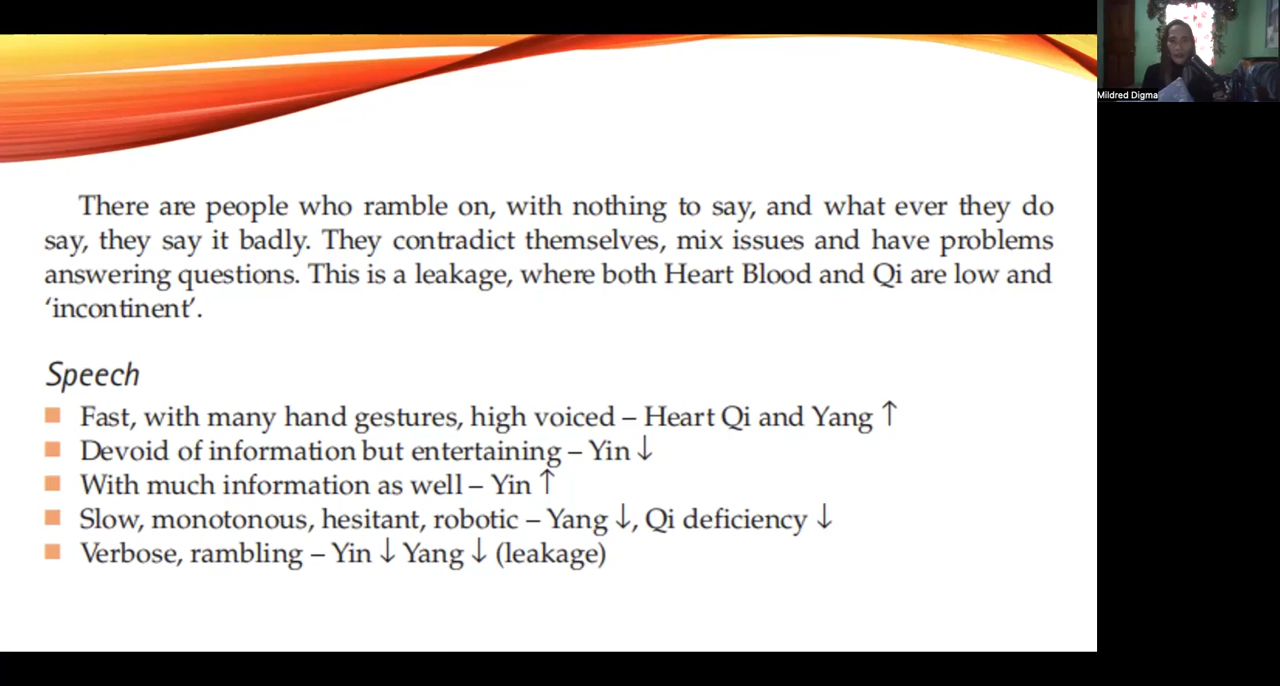 Mildred Digma
There are people who ramble on, with nothing to say, and what ever they do
say, they say it badly. They contradict themselves, mix issues and have problems
answering questions. This is a leakage, where both Heart Blood and Qi are low and
‘incontinent’.
Speech
■ Fast, with many hand gestures, high voiced – Heart Qi and Yang ↑
■ Devoid of information but entertaining – Yin ↓
■ With much information as well – Yin ↑
■ Slow, monotonous, hesitant, robotic – Yang ↓, Qi deficiency ↓
■ Verbose, rambling – Yin ↓ Yang ↓ (leakage)